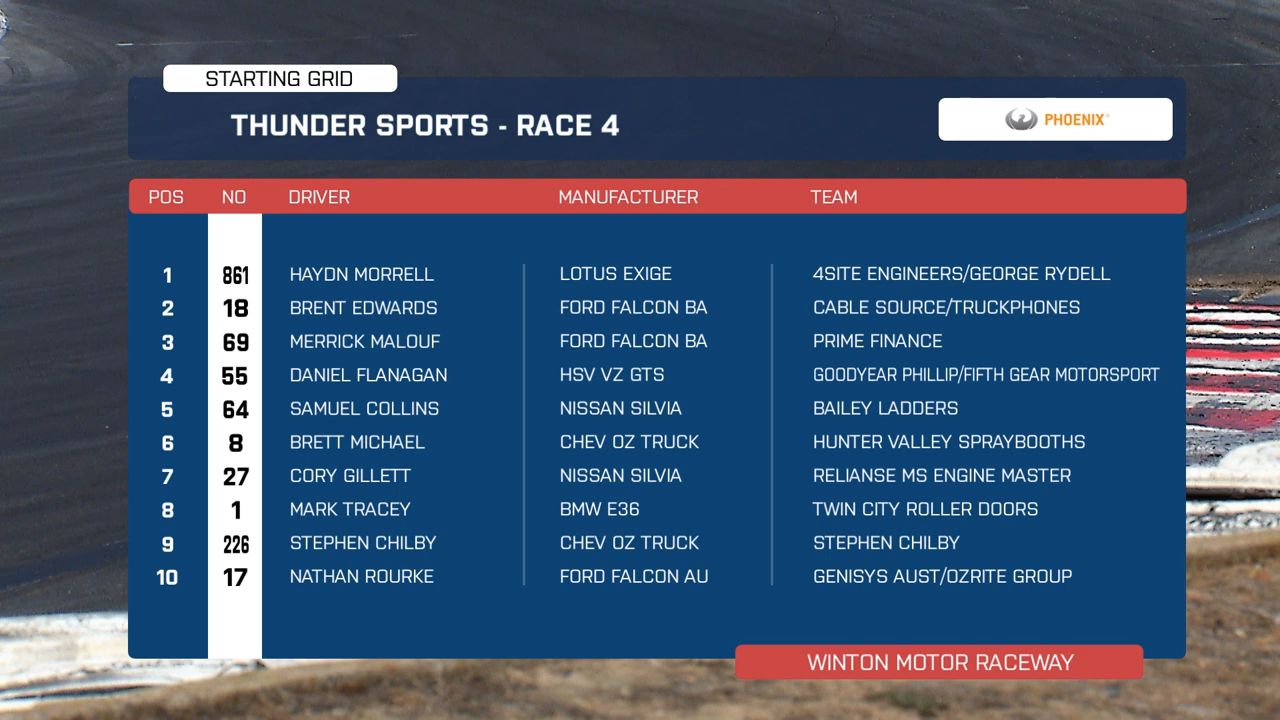 STARTING GRID
THUNDER SPORTS - RACE 4
PHOENIX
POS NO DRIVER MANUFACTURER TEAM
1 861 HAYDN MORRELL LOTUS EXIGE 4SITE ENGINEERS/GEORGE RYDELL
2 18 BRENT EDWARDS FORD FALCON BA CABLE SOURCE/TRUCKPHONES
3 69 MERRICK MALOUF FORD FALCON BA PRIME FINANCE
4 55 DANIEL FLANAGAN HSV VZ GTS GOODYEAR PHILLIP/FIFTH GEAR MOTORSPORT
5 64 SAMUEL COLLINS NISSAN SILVIA BAILEY LADDERS
6 8 BRETT MICHAEL CHEV OZ TRUCK HUNTER VALLEY SPRAYBOOTHS
7 27 CORY GILLETT NISSAN SILVIA RELIANSE MS ENGINE MASTER
8 1 MARK TRACEY BMW E36 TWIN CITY ROLLER DOORS
9 226 STEPHEN CHILBY CHEV OZ TRUCK STEPHEN CHILBY
10 17 NATHAN ROURKE FORD FALCON AU GENISYS AUST/OZRITE GROUP
WINTON MOTOR RACEWAY